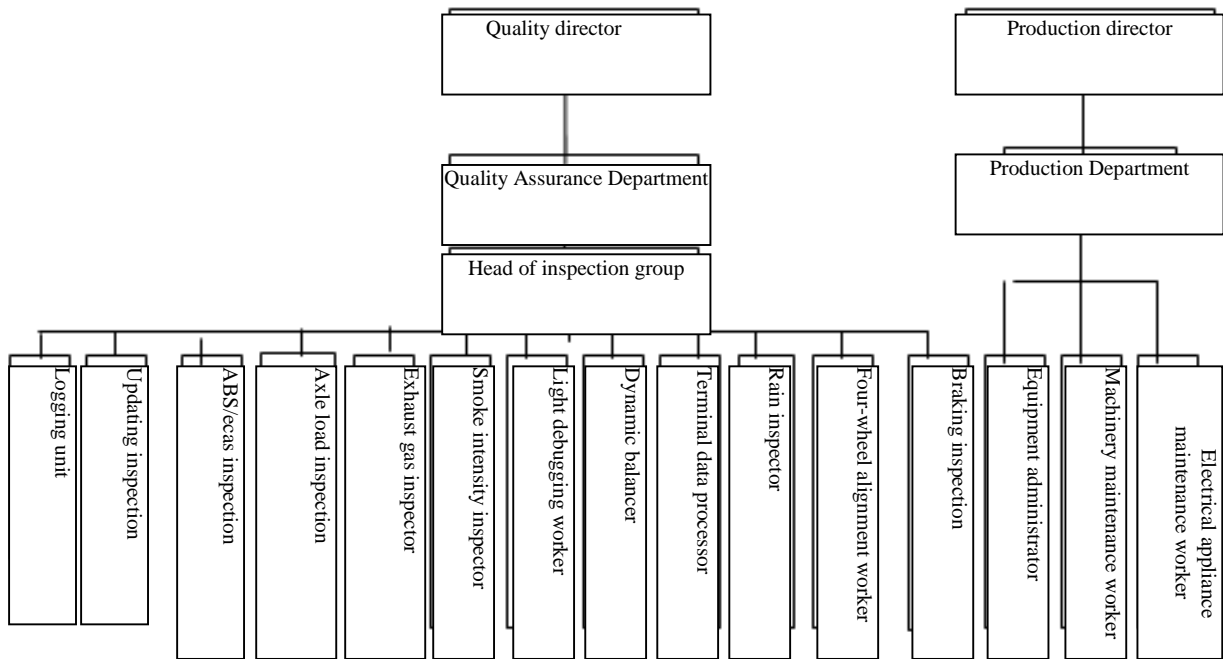 Quality director
Production director
Quality Assurance Department
Production Department
Head of inspection group
Logging unit
Updating inspection
ABS/ecas inspection
Axle load inspection
Exhaust gas inspector
Smoke intensity inspector
Light debugging worker
Dynamic balancer
Terminal data processor
Rain inspector
Four-wheel alignment worker
Braking inspection
Equipment administrator
Machinery maintenance worker
Electrical appliance
maintenance worker